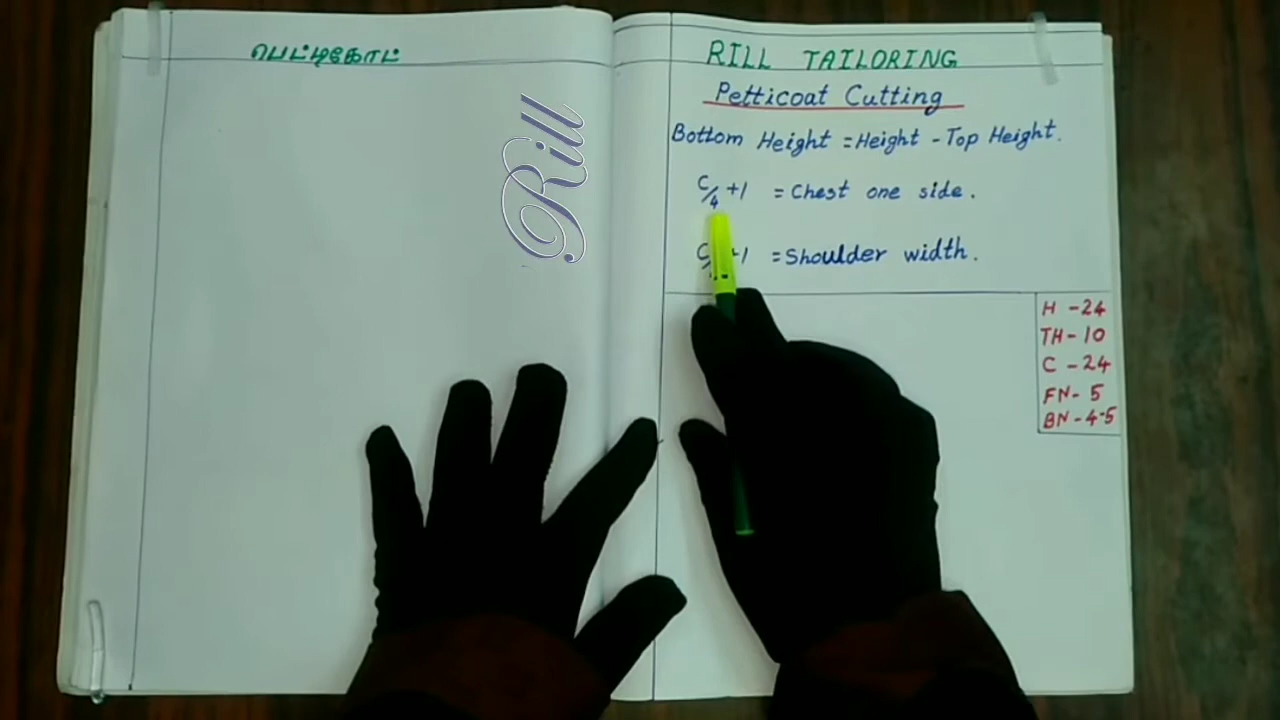 பெட்டிகோட்
Rill
RILL TAILORING
Petticoat Cutting
Bottom Height = Height - Top Height.
C/4 +1 = Chest one side.
C/ +1 = Shoulder width.
H - 24
TH - 10
C - 24
FN - 5
BN - 4.5